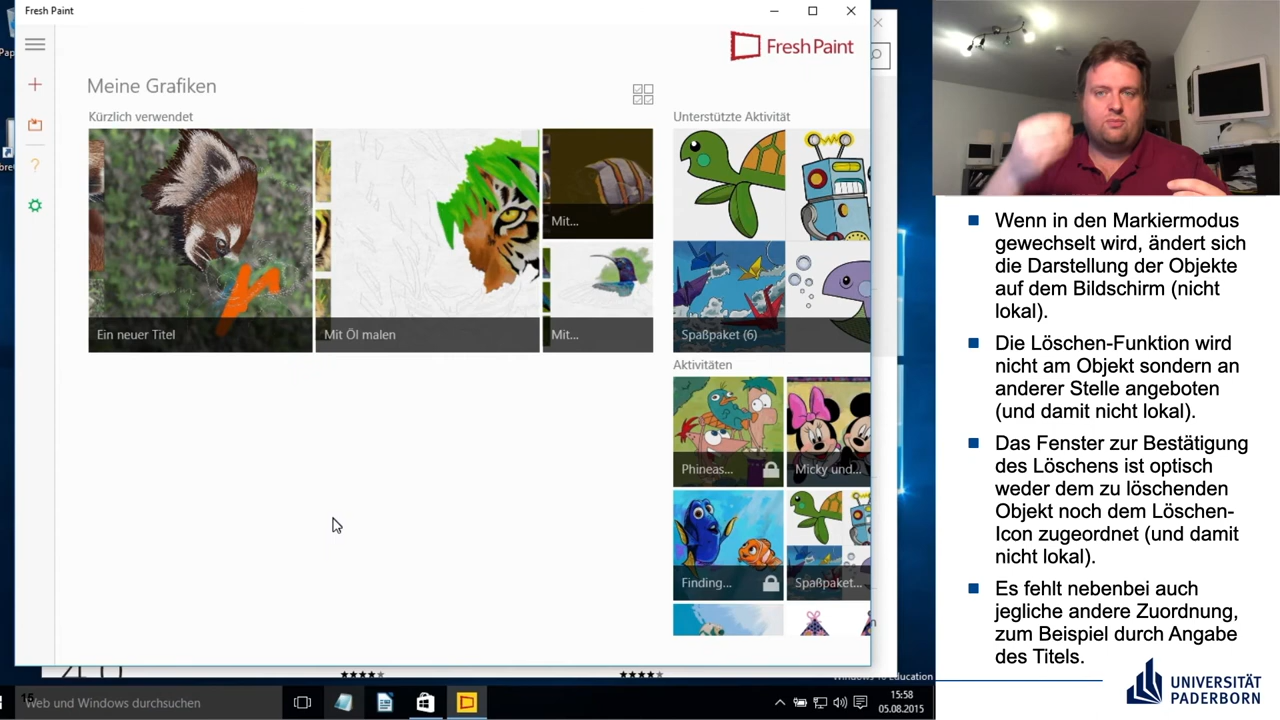 Fresh Paint
Fresh Paint
Meine Grafiken
Kürzlich verwendet
Unterstützte Aktivität
Mit...
Ein neuer Titel
Mit Öl malen
Mit...
Spaßpaket (6)
Aktivitäten
Phineas...
Micky und...
Finding...
Spaßpaket...
Windows 10 Education
Web und Windows durchsuchen
15:58
05.08.2015
Wenn in den Markiermodus
gewechselt wird, ändert sich
die Darstellung der Objekte
auf dem Bildschirm (nicht
lokal).
Die Löschen-Funktion wird
nicht am Objekt sondern an
anderer Stelle angeboten
(und damit nicht lokal).
Das Fenster zur Bestätigung
des Löschens ist optisch
weder dem zu löschenden
Objekt noch dem Löschen-
Icon zugeordnet (und damit
nicht lokal).
Es fehlt nebenbei auch
jegliche andere Zuordnung,
zum Beispiel durch Angabe
des Titels.
UNIVERSITÄT
PADERBORN